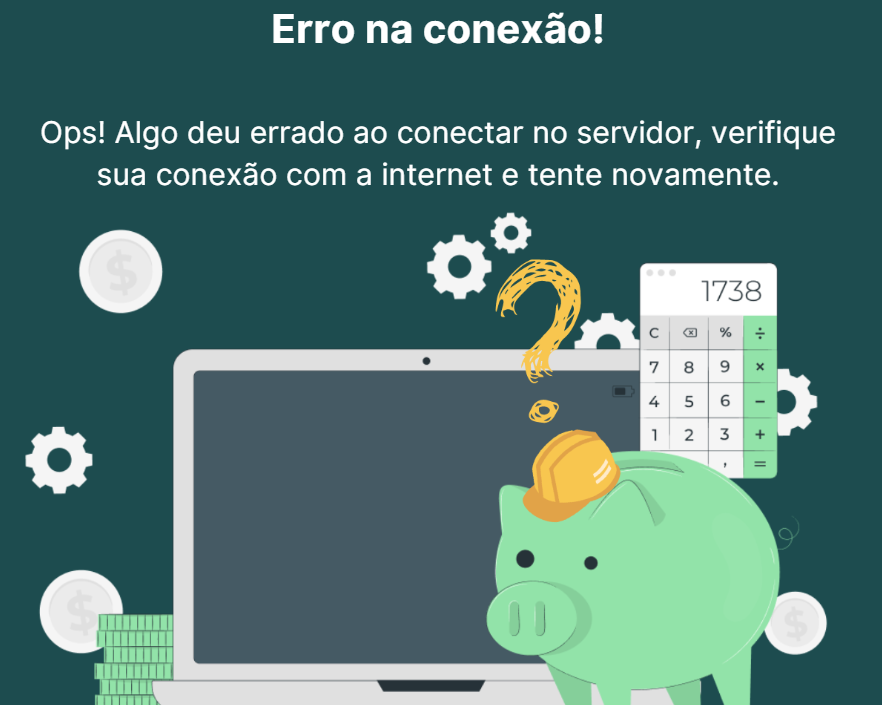 Erro na conexão!
Ops! Algo deu errado ao conectar no servidor, verifique
sua conexão com a internet e tente novamente.
$
?
1738
C ⌫ % ÷
7 8 9 ×
4 5 6 −
1 2 3 +
, =
$
$